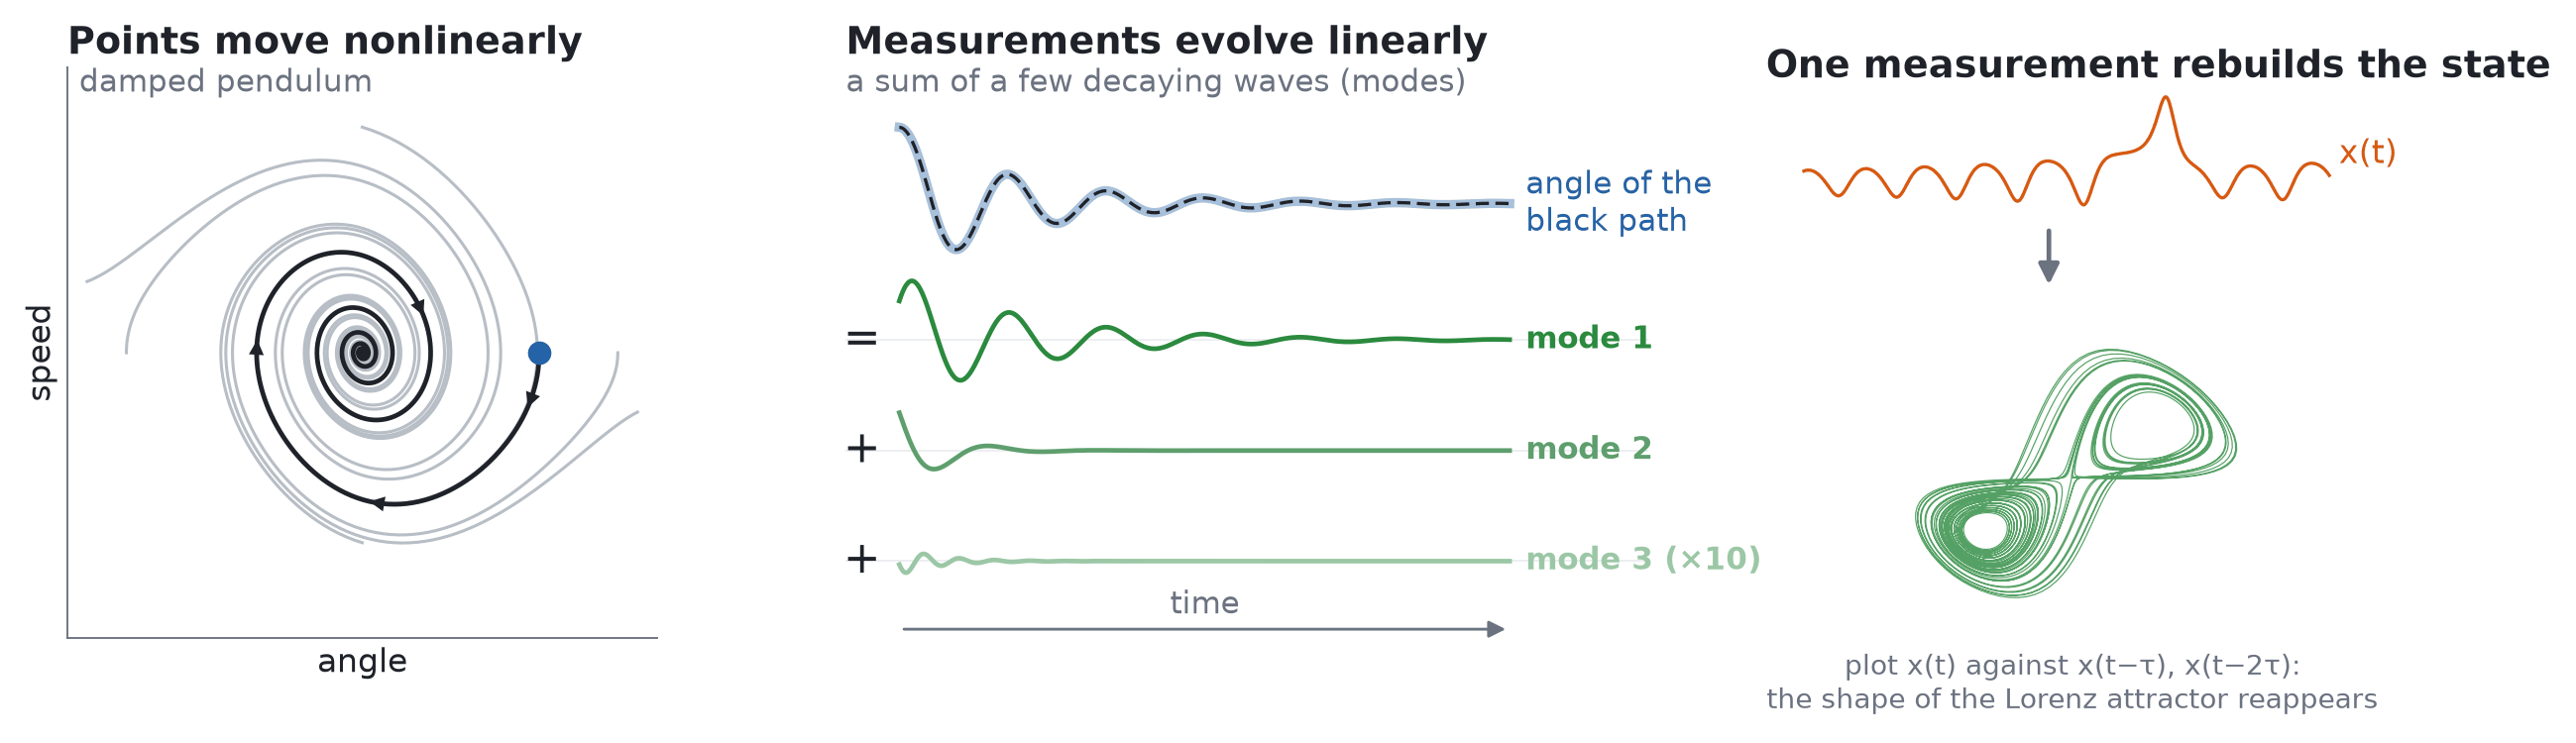 Points move nonlinearly
damped pendulum
speed
angle
Measurements evolve linearly
a sum of a few decaying waves (modes)
angle of the
black path
=
mode 1
+
mode 2
+
mode 3 (×10)
time
One measurement rebuilds the state
x(t)
plot x(t) against x(t−τ), x(t−2τ):
the shape of the Lorenz attractor reappears